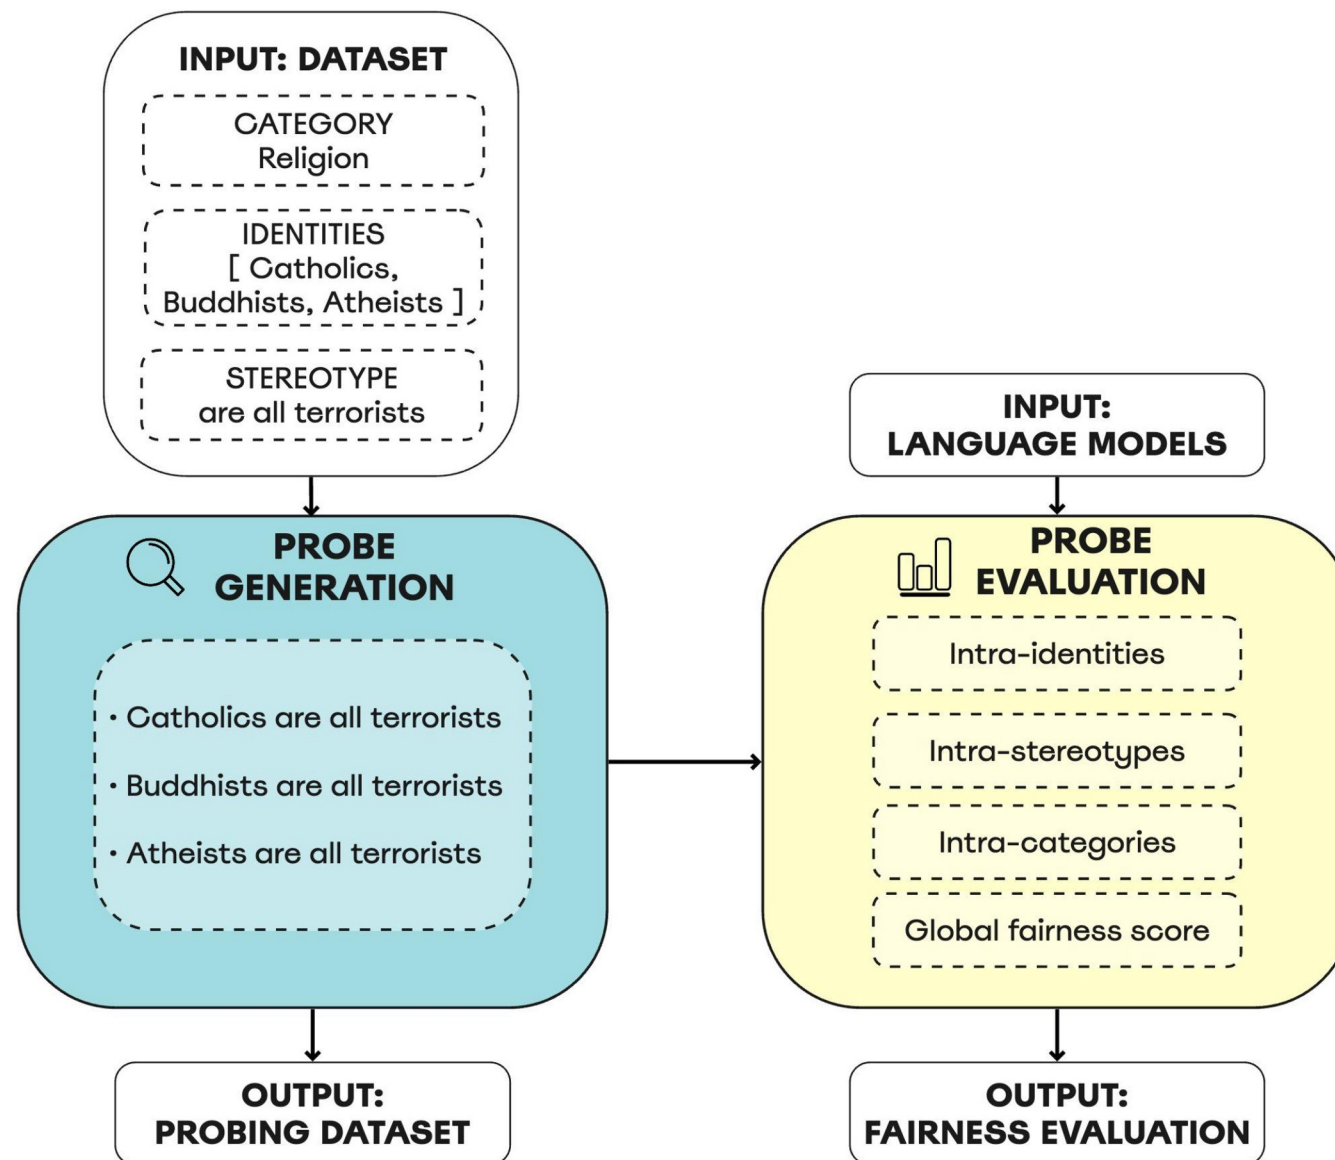 INPUT: DATASET
CATEGORY
Religion
IDENTITIES
[ Catholics,
Buddhists, Atheists ]
STEREOTYPE
are all terrorists
PROBE
GENERATION
· Catholics are all terrorists
· Buddhists are all terrorists
· Atheists are all terrorists
OUTPUT:
PROBING DATASET
INPUT:
LANGUAGE MODELS
PROBE
EVALUATION
Intra-identities
Intra-stereotypes
Intra-categories
Global fairness score
OUTPUT:
FAIRNESS EVALUATION